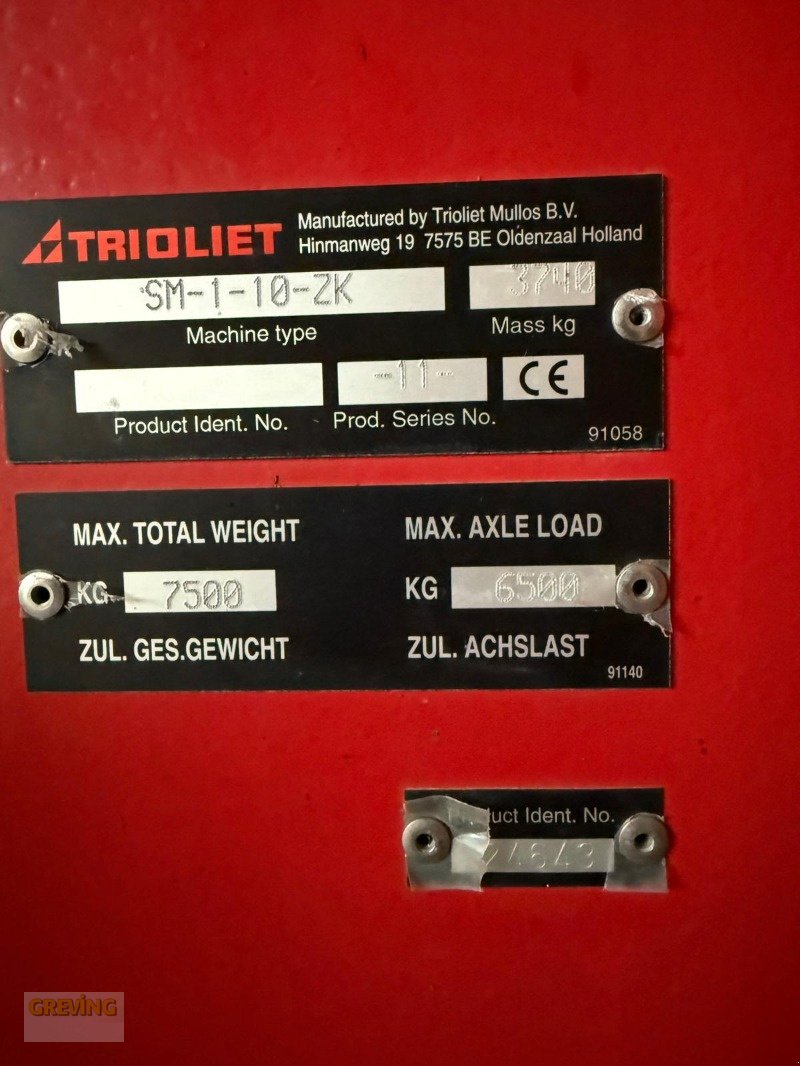 TRIOLIET
Manufactured by Trioliet Mullos B.V.
Hinmanweg 19 7575 BE Oldenzaal Holland
SM-1-10-ZK 3740
Machine type Mass kg
-11- CE
Product Ident. No. Prod. Series No.
91058
MAX. TOTAL WEIGHT MAX. AXLE LOAD
KG 7500 KG 6500
ZUL. GES.GEWICHT ZUL. ACHSLAST
91140
uct Ident. No.
24643
GREVING